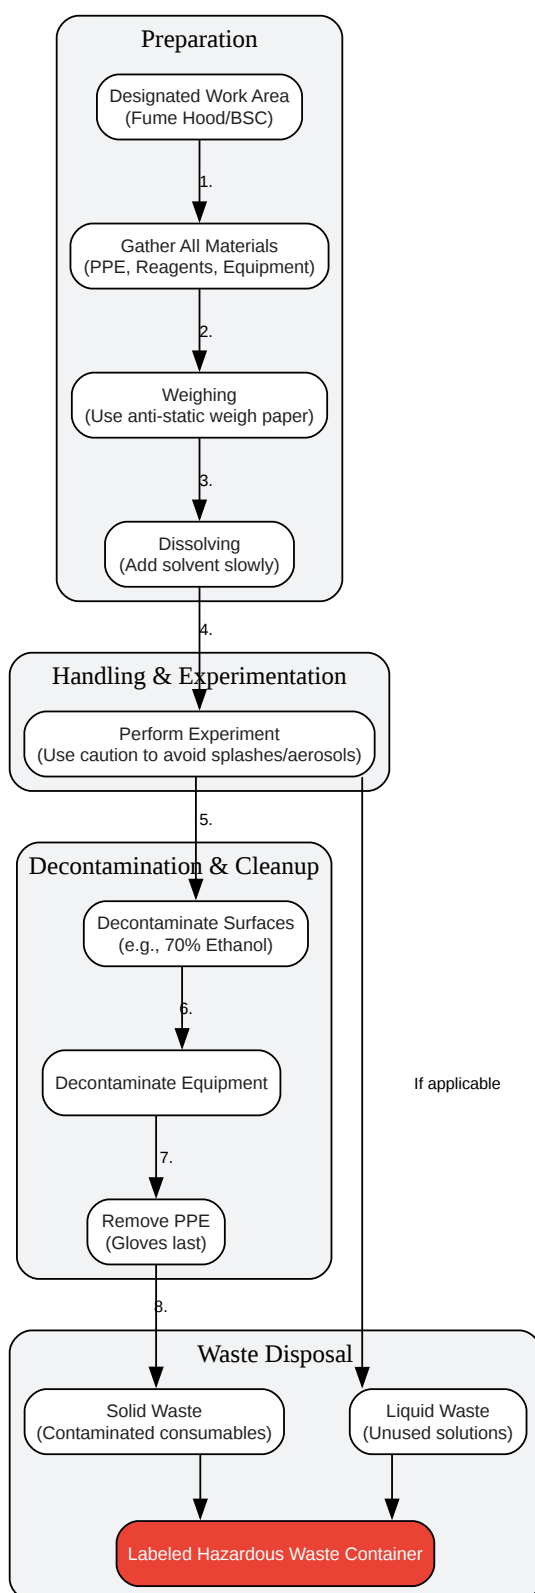 Preparation
Designated Work Area
(Fume Hood/BSC)
1.
Gather All Materials
(PPE, Reagents, Equipment)
2.
Weighing
(Use anti-static weigh paper)
3.
Dissolving
(Add solvent slowly)
4.
Handling & Experimentation
Perform Experiment
(Use caution to avoid splashes/aerosols)
5.
Decontamination & Cleanup
Decontaminate Surfaces
(e.g., 70% Ethanol)
6.
Decontaminate Equipment
If applicable
7.
Remove PPE
(Gloves last)
8.
Waste Disposal
Solid Waste
(Contaminated consumables)
Liquid Waste
(Unused solutions)
Labeled Hazardous Waste Container